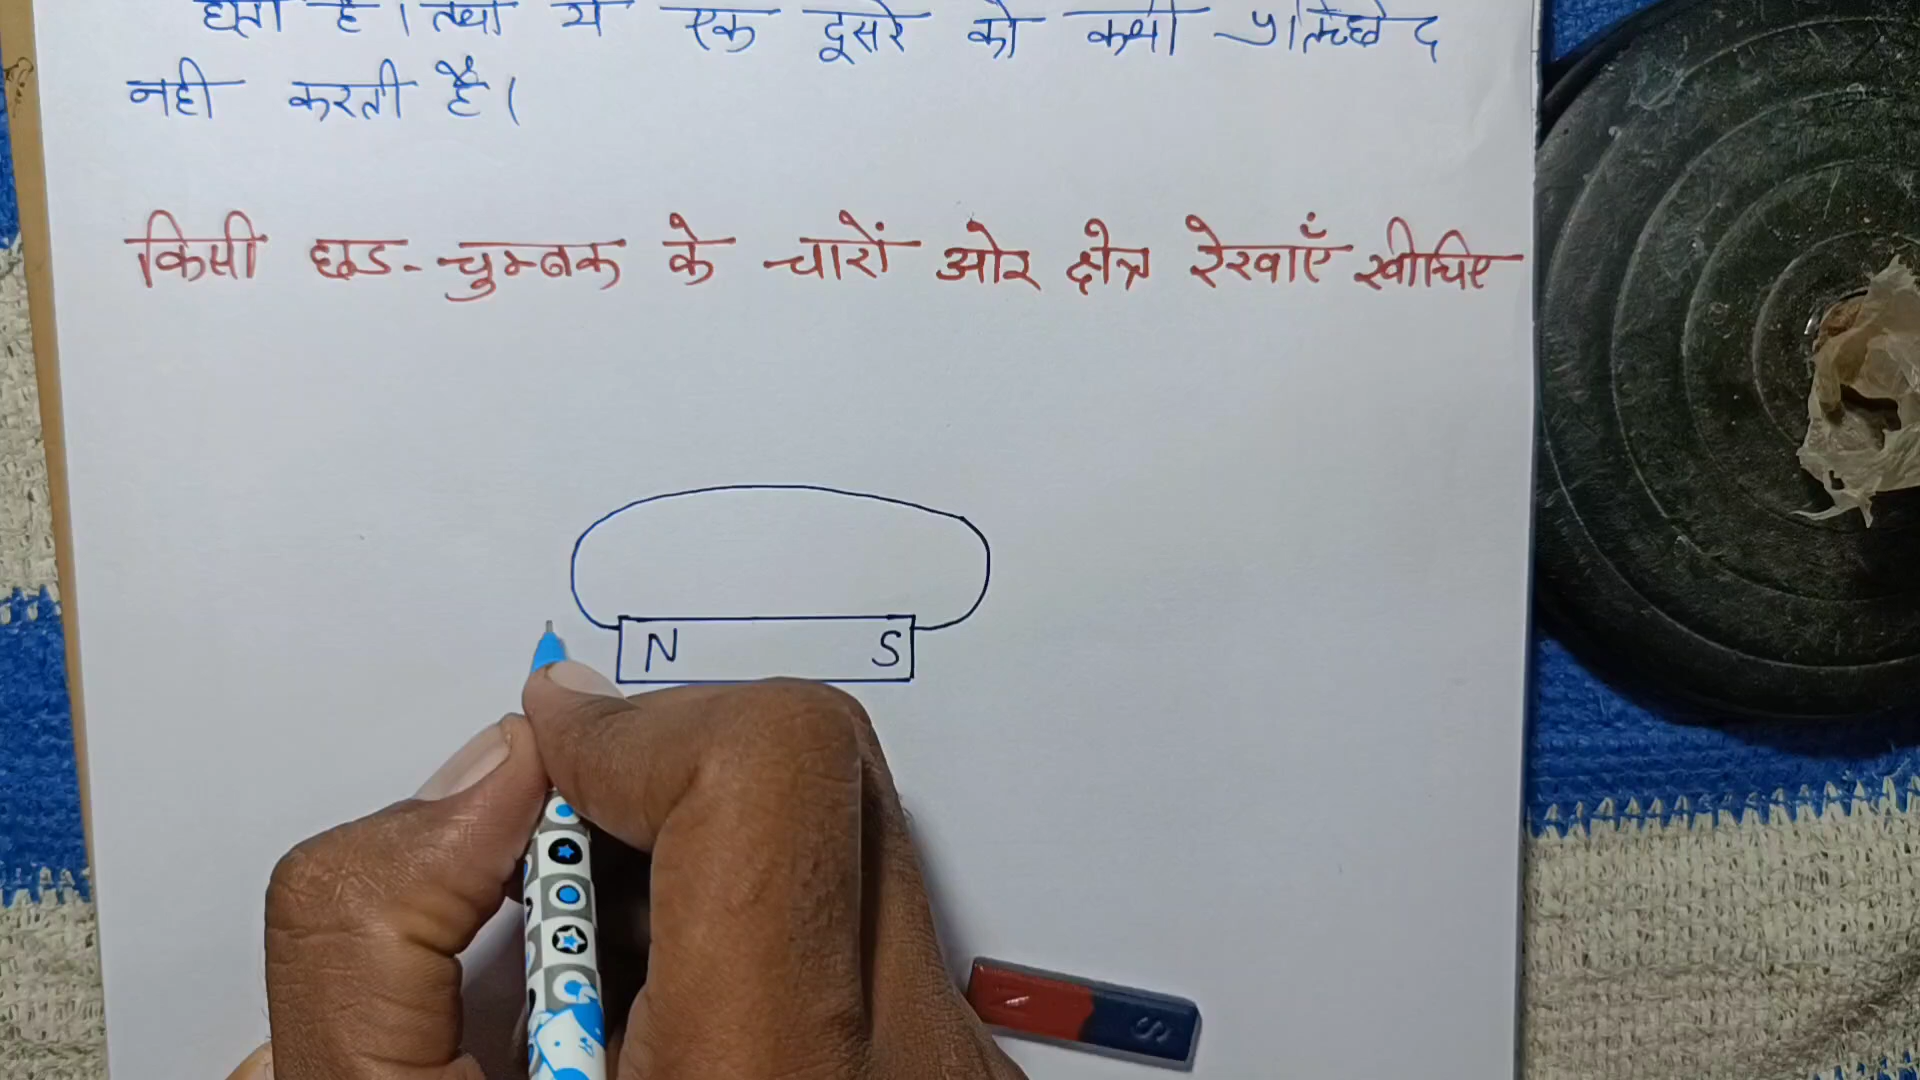 है। तथा ये एक दूसरे को कभी प्रतिच्छेद
नही करती है।
किसी छड-चुम्बक के चारों ओर क्षेत्र रेखाएँ खीचिए
N S
S